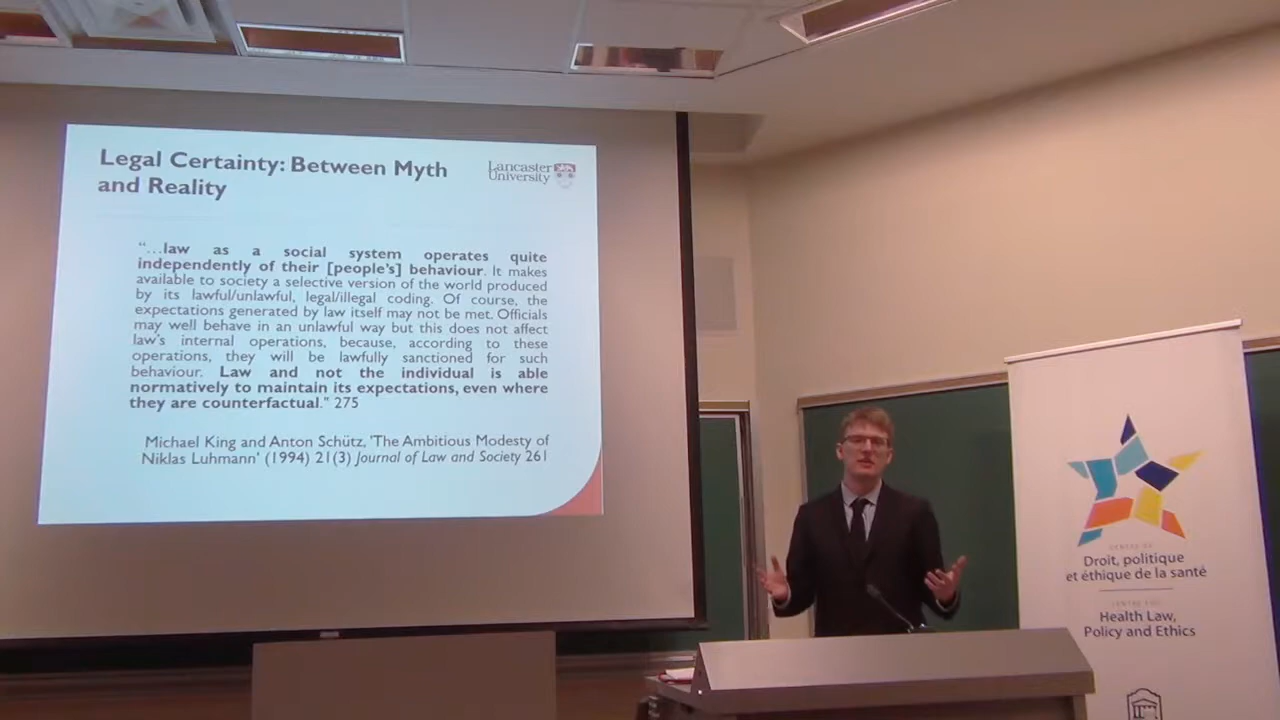 Legal Certainty: Between Myth
and Reality
Lancaster
University
“…law as a social system operates quite
independently of their [people's] behaviour. It makes
available to society a selective version of the world produced
by its lawful/unlawful, legal/illegal coding. Of course, the
expectations generated by law itself may not be met. Officials
may well behave in an unlawful way but this does not affect
law's internal operations, because, according to these
operations, they will be lawfully sanctioned for such
behaviour. Law and not the individual is able
normatively to maintain its expectations, even where
they are counterfactual.” 275
Michael King and Anton Schütz, 'The Ambitious Modesty of
Niklas Luhmann' (1994) 21(3) Journal of Law and Society 261
CENTRE DE
Droit, politique
et éthique de la santé
CENTRE FOR
Health Law,
Policy and Ethics